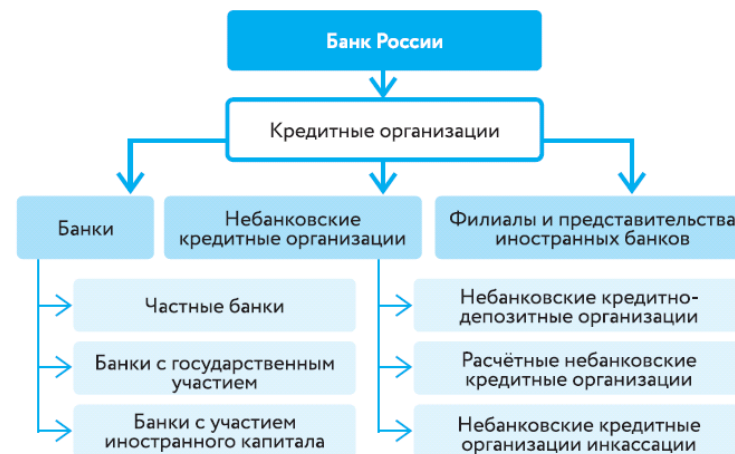 Банк России
Кредитные организации
Банки
Небанковские
кредитные организации
Филиалы и представительства
иностранных банков
Частные банки
Банки с государственным
участием
Банки с участием
иностранного капитала
Небанковские кредитно-
депозитные организации
Расчётные небанковские
кредитные организации
Небанковские кредитные
организации инкассации